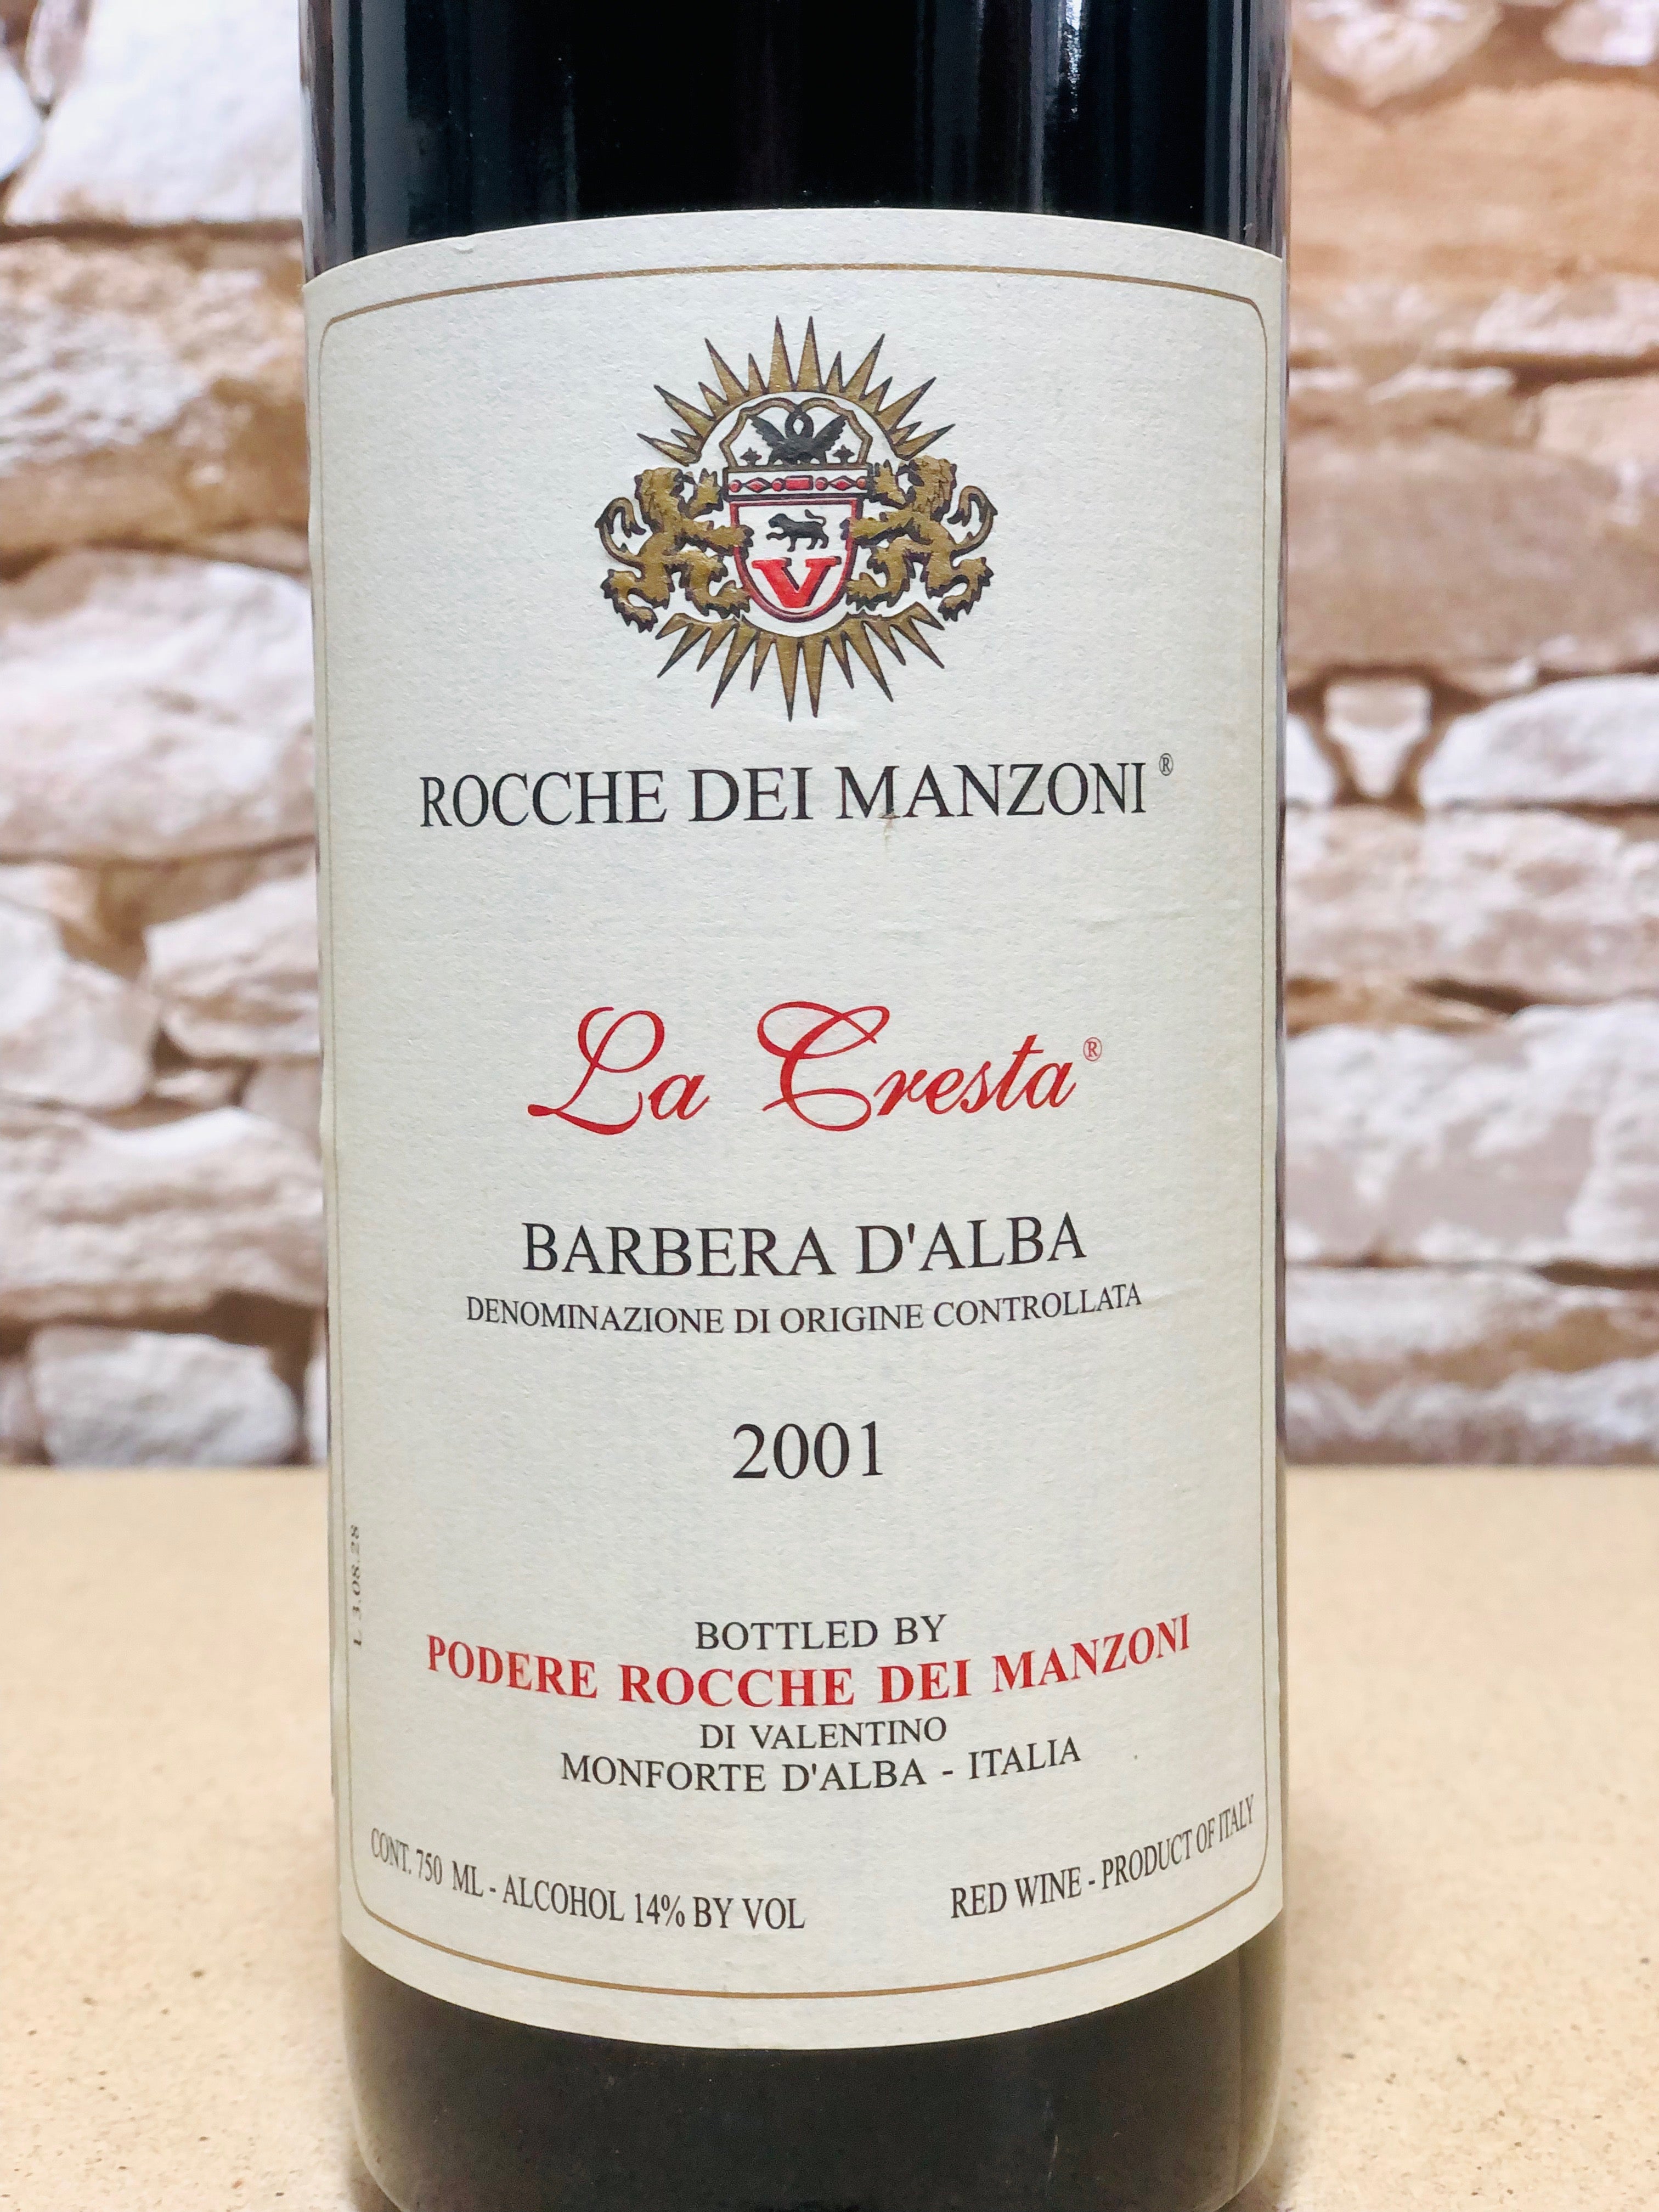 V
ROCCHE DEI MANZONI®
La Cresta®
BARBERA D'ALBA
DENOMINAZIONE DI ORIGINE CONTROLLATA
2001
L 3.08.28
BOTTLED BY
PODERE ROCCHE DEI MANZONI
DI VALENTINO
MONFORTE D'ALBA - ITALIA
CONT. 750 ML - ALCOHOL 14% BY VOL
RED WINE - PRODUCT OF ITALY